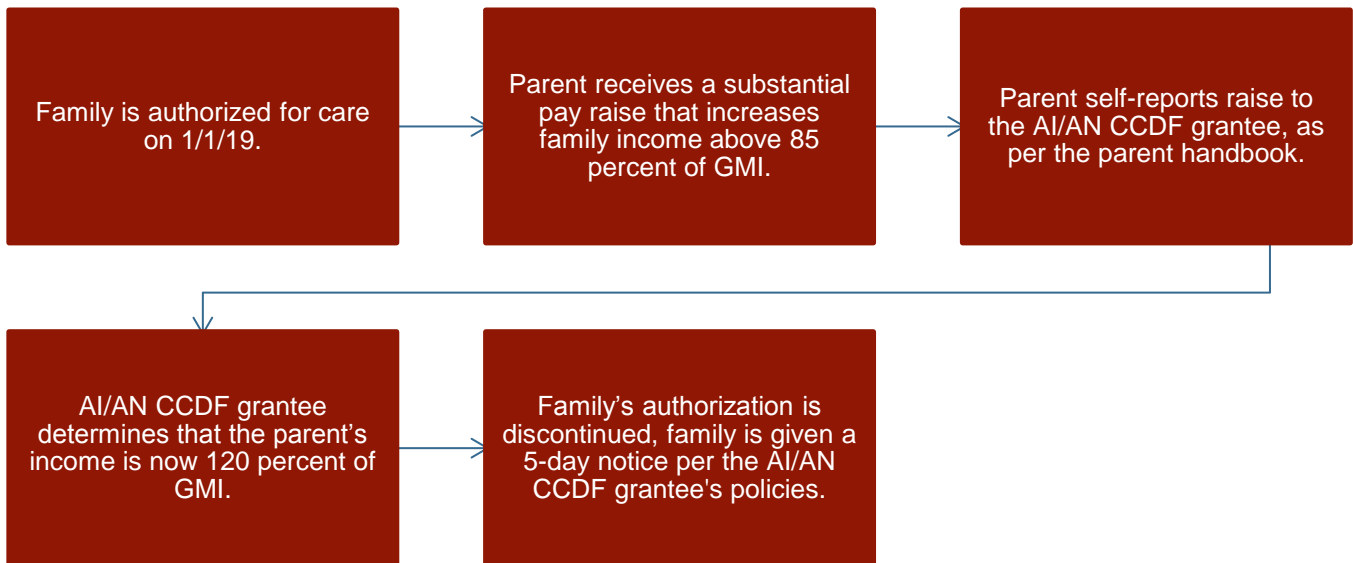 Family is authorized for care
on 1/1/19.
Parent receives a substantial
pay raise that increases
family income above 85
percent of GMI.
Parent self-reports raise to
the AI/AN CCDF grantee, as
per the parent handbook.
AI/AN CCDF grantee
determines that the parent’s
income is now 120 percent of
GMI.
Family’s authorization is
discontinued, family is given a
5-day notice per the AI/AN
CCDF grantee's policies.